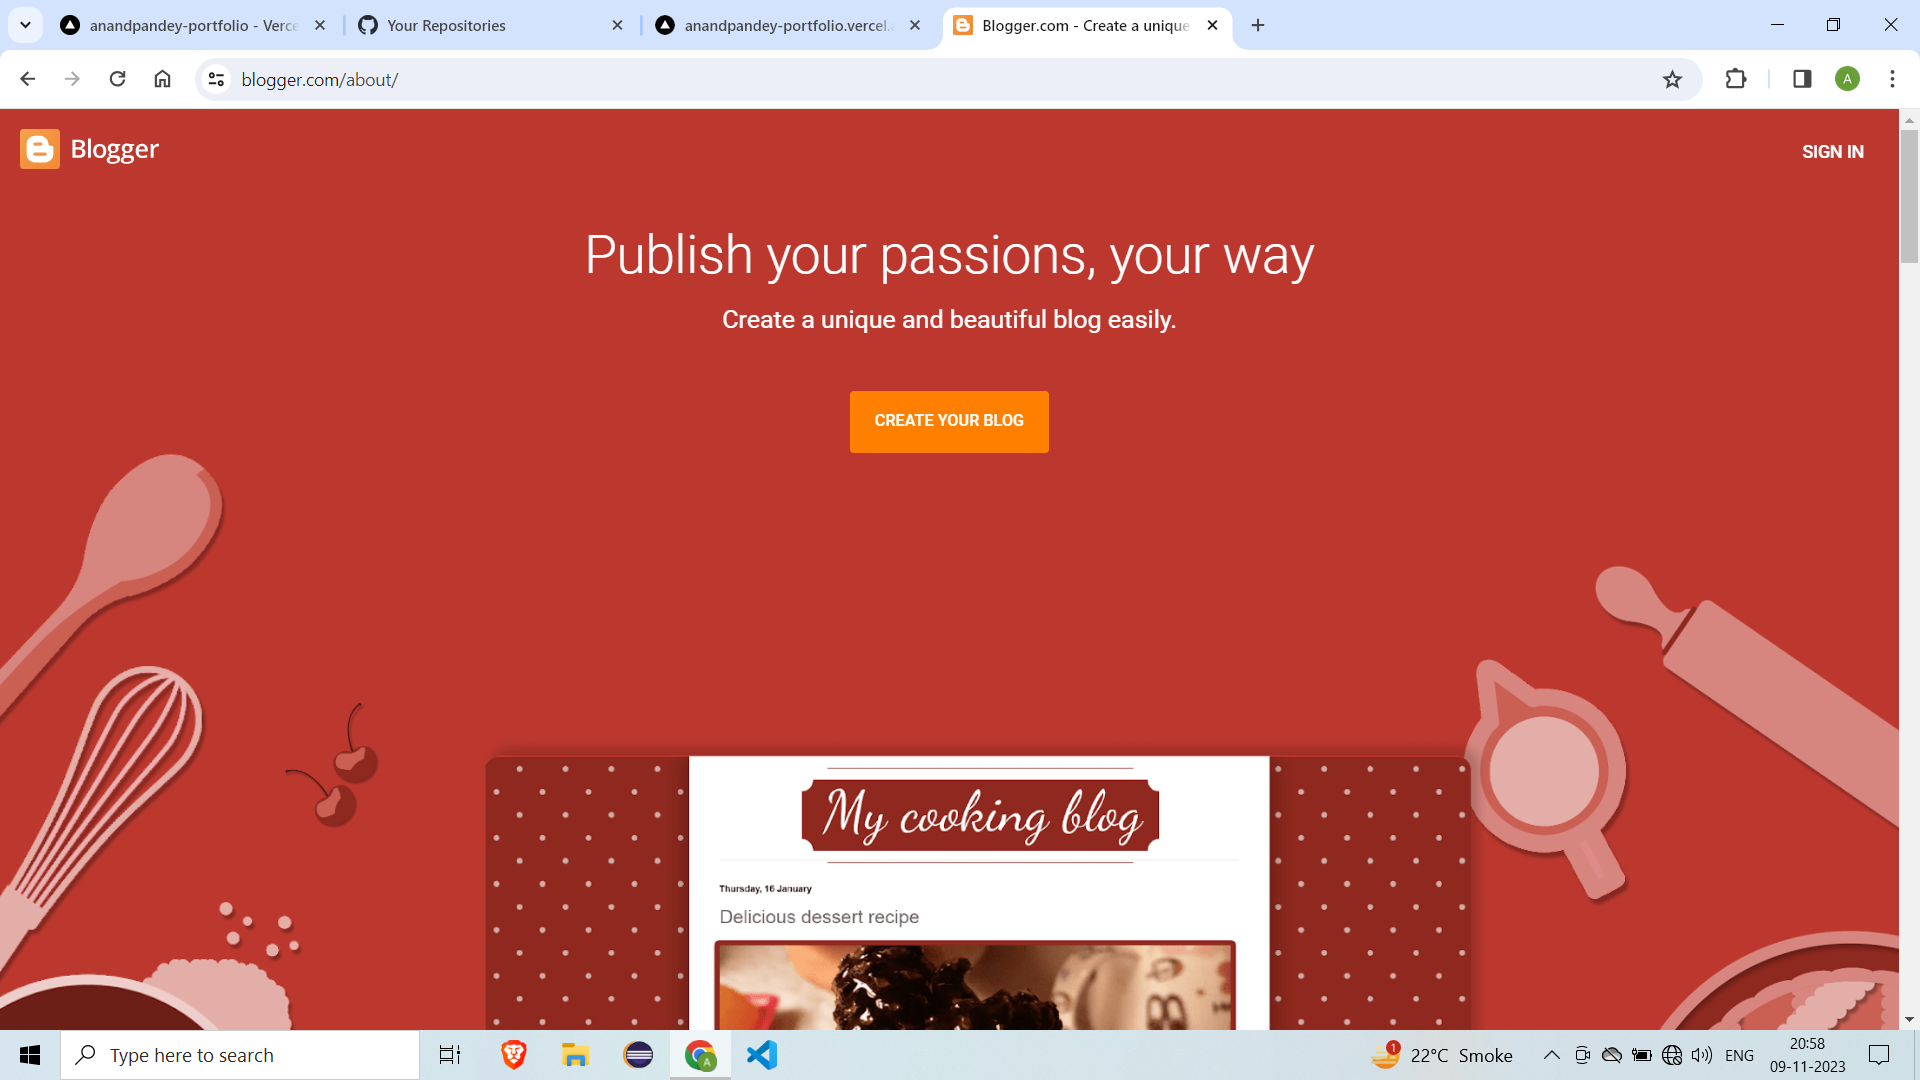 anandpandey-portfolio - Verce
Your Repositories
anandpandey-portfolio.vercel.a
Blogger.com - Create a unique
blogger.com/about/
A
Blogger
SIGN IN
Publish your passions, your way
Create a unique and beautiful blog easily.
CREATE YOUR BLOG
My cooking blog
Thursday, 16 January
Delicious dessert recipe
Type here to search
A
1
22°C Smoke
ENG
20:58
09-11-2023